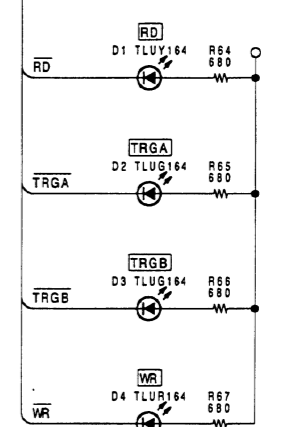 RD
D1 TLUY164 R64
680
RD
TRGA
D2 TLUG164 R65
680
TRGA
TRGB
D3 TLUG164 R66
680
TRGB
WR
D4 TLUR164 R67
680
WR